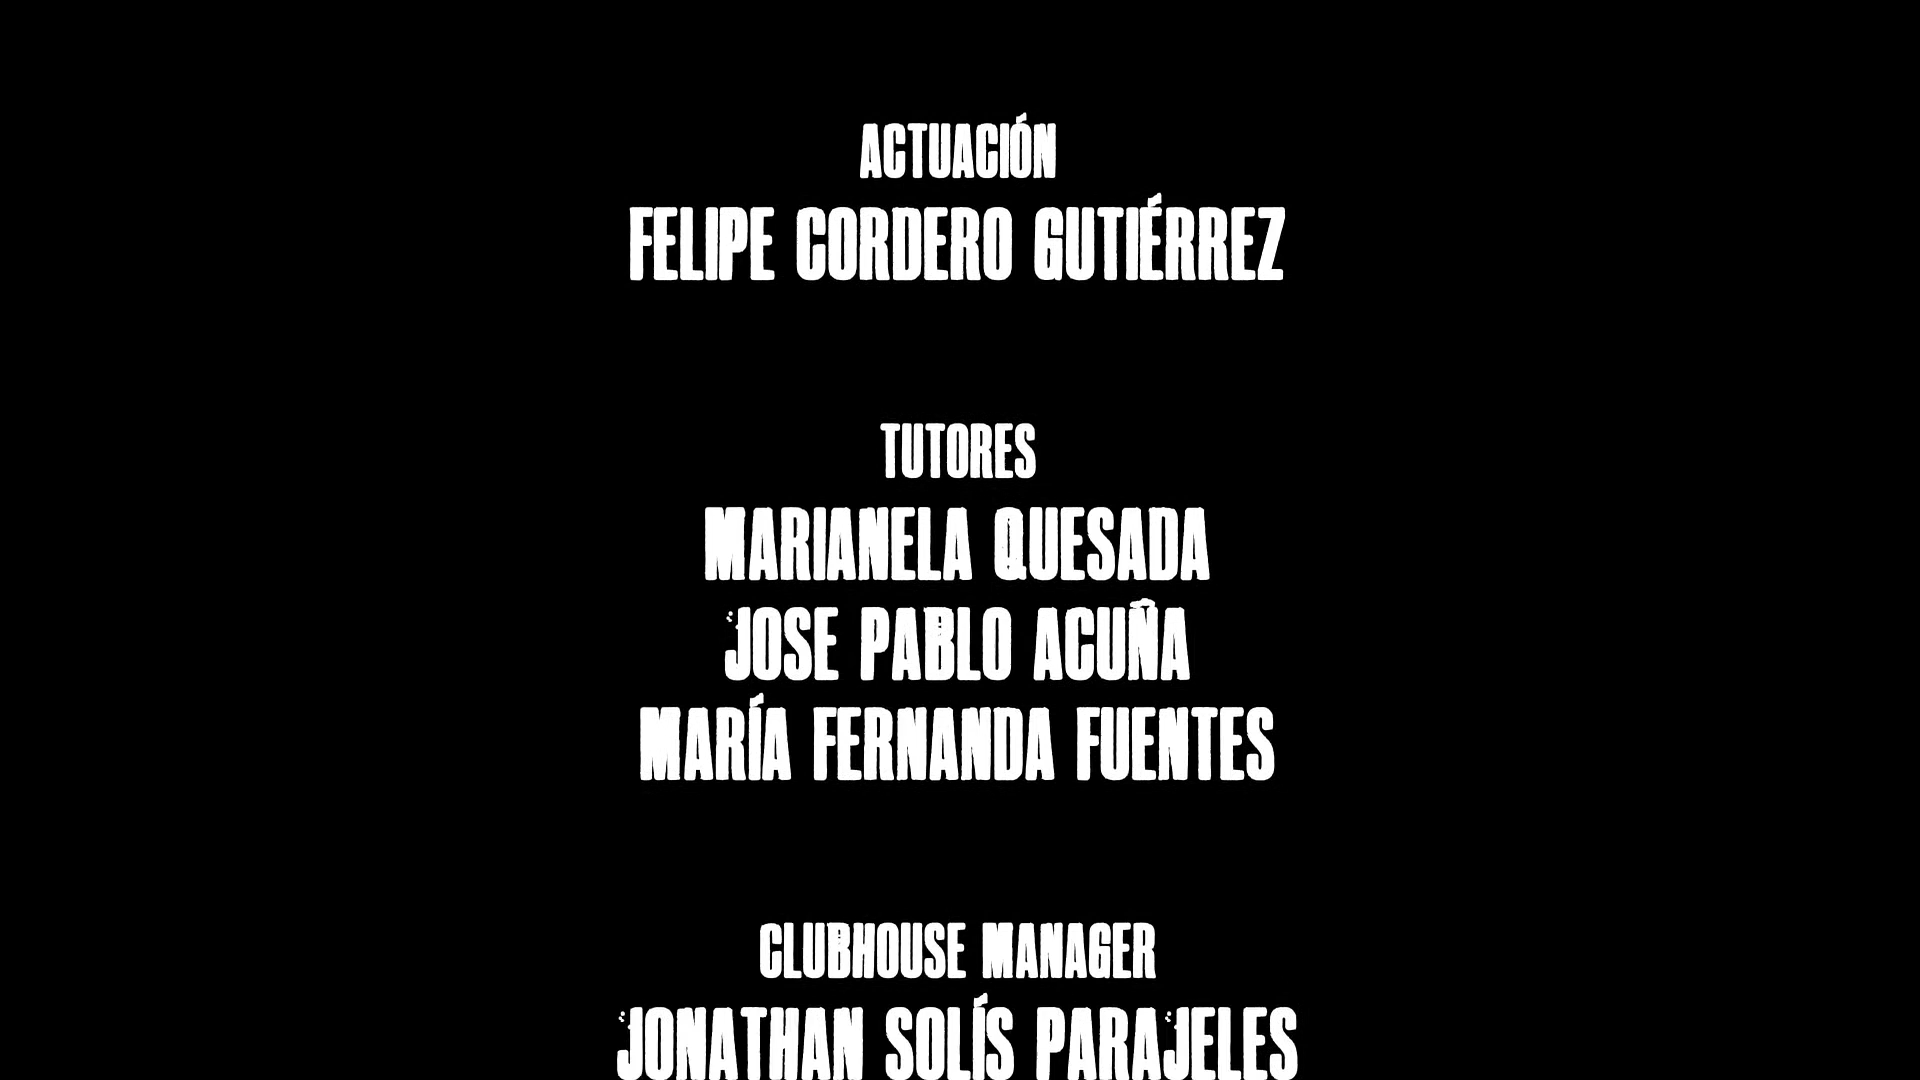 ACTUACIÓN
FELIPE CORDERO GUTIÉRREZ
TUTORES
MARIANELA QUESADA
JOSE PABLO ACUÑA
MARÍA FERNANDA FUENTES
CLUBHOUSE MANAGER
JONATHAN SOLÍS PARAJELES